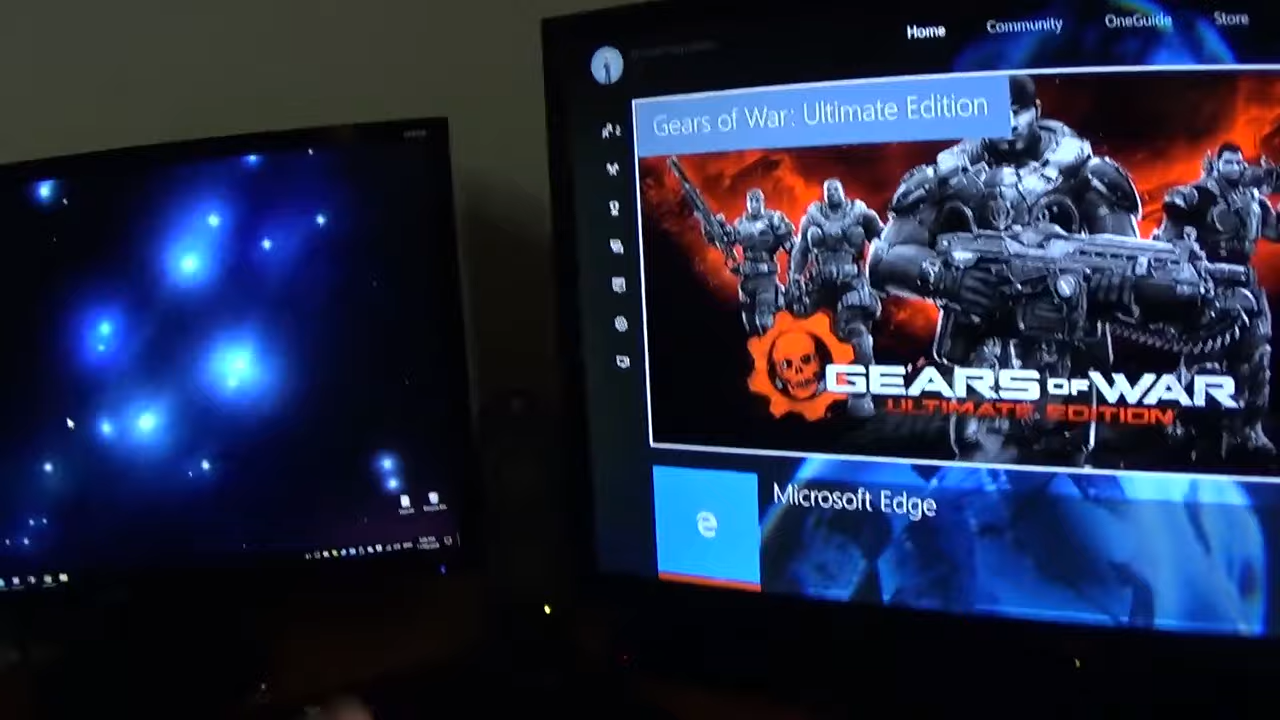 Home
Community
OneGuide
Store
Gears of War: Ultimate Edition
GEARS OF WAR
ULTIMATE EDITION
Microsoft Edge